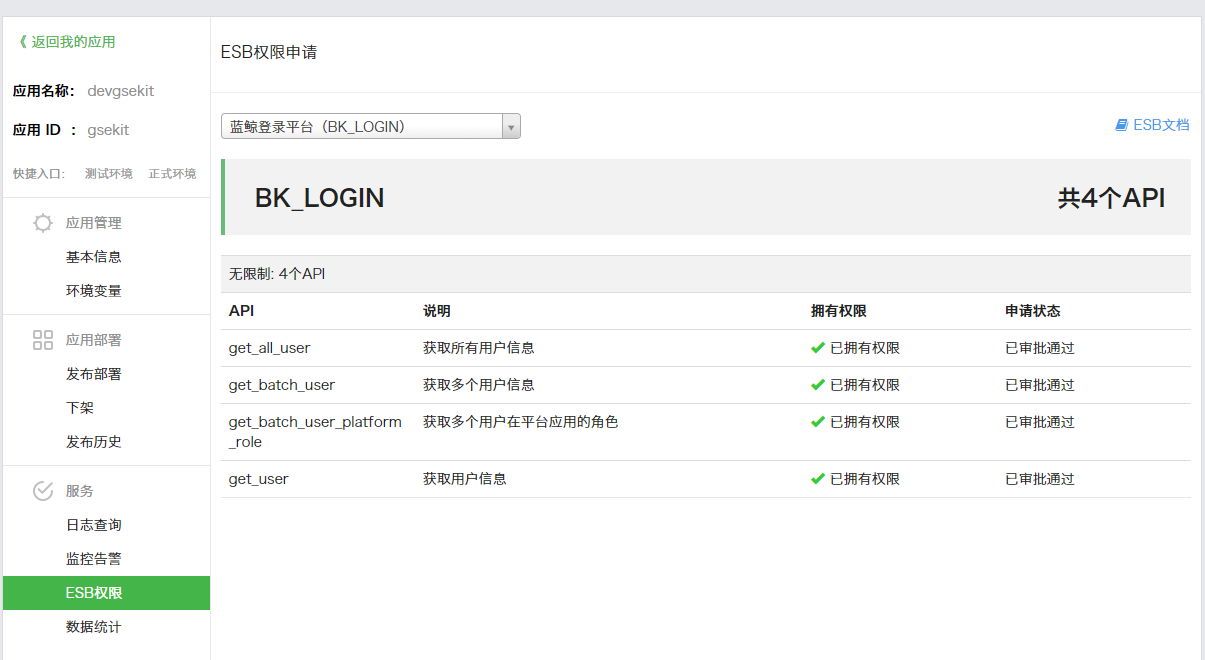 《 返回我的应用
应用名称： devgsekit
应用 ID ： gsekit
快捷入口： 测试环境 正式环境
应用管理
基本信息
环境变量
应用部署
发布部署
下架
发布历史
服务
日志查询
监控告警
ESB权限
数据统计
ESB权限申请
蓝鲸登录平台（BK_LOGIN）
ESB文档
BK_LOGIN 共4个API
无限制: 4个API
API 说明 拥有权限 申请状态
get_all_user 获取所有用户信息 已拥有权限 已审批通过
get_batch_user 获取多个用户信息 已拥有权限 已审批通过
get_batch_user_platform 获取多个用户在平台应用的角色 已拥有权限 已审批通过
_role
get_user 获取用户信息 已拥有权限 已审批通过